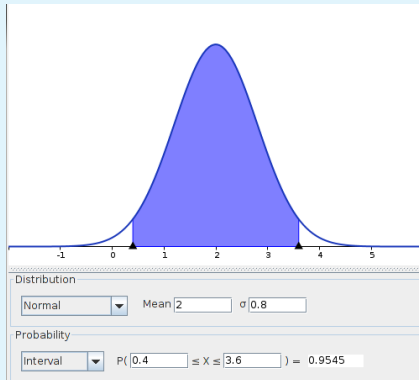 -1 0 1 2 3 4 5
Distribution
Normal Mean 2 σ 0.8
Probability
Interval P( 0.4 ≤ X ≤ 3.6 ) = 0.9545